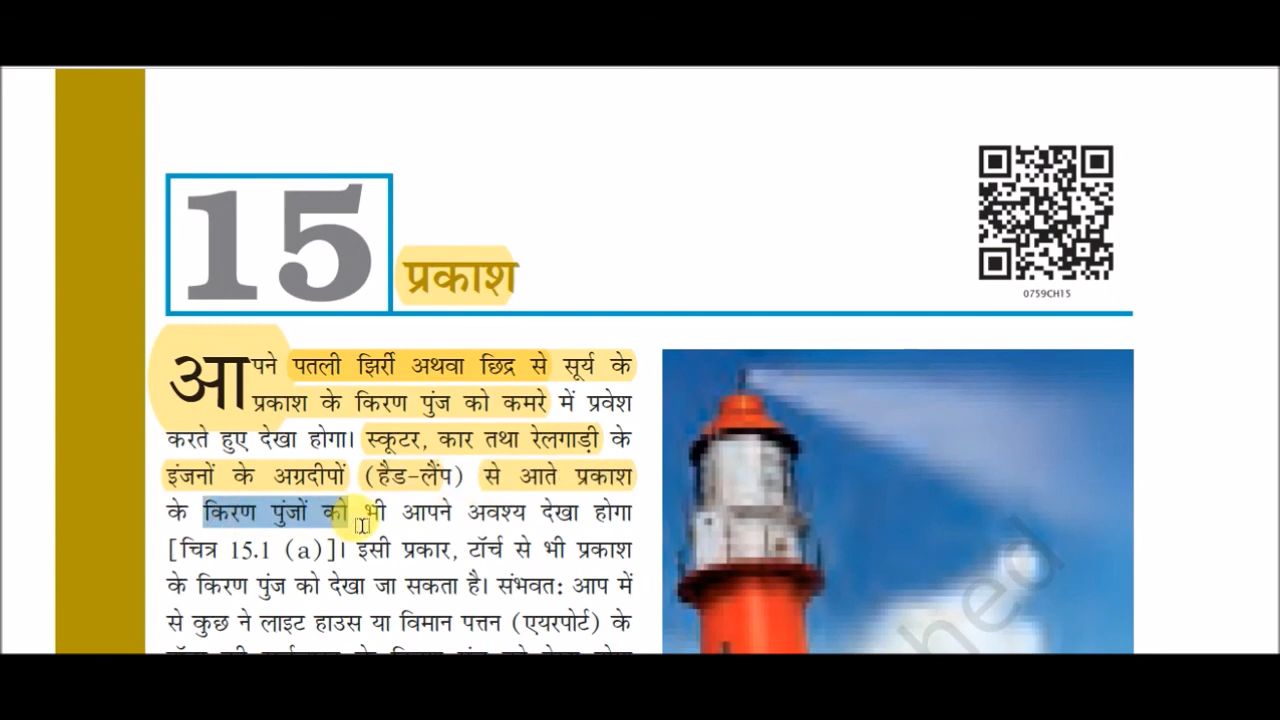 15
प्रकाश
0759CH15
आपने पतली झिर्री अथवा छिद्र से सूर्य के
प्रकाश के किरण पुंज को कमरे में प्रवेश
करते हुए देखा होगा। स्कूटर, कार तथा रेलगाड़ी के
इंजनों के अग्रदीपों (हैड-लैंप) से आते प्रकाश
के किरण पुंजों को भी आपने अवश्य देखा होगा
[चित्र 15.1 (a)]। इसी प्रकार, टॉर्च से भी प्रकाश
के किरण पुंज को देखा जा सकता है। संभवत: आप में
से कुछ ने लाइट हाउस या विमान पत्तन (एयरपोर्ट) के
hed